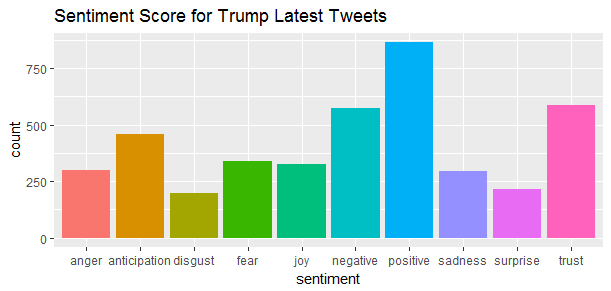 Sentiment Score for Trump Latest Tweets
count
750
500
250
0
anger anticipation disgust fear joy negative positive sadness surprise trust
sentiment